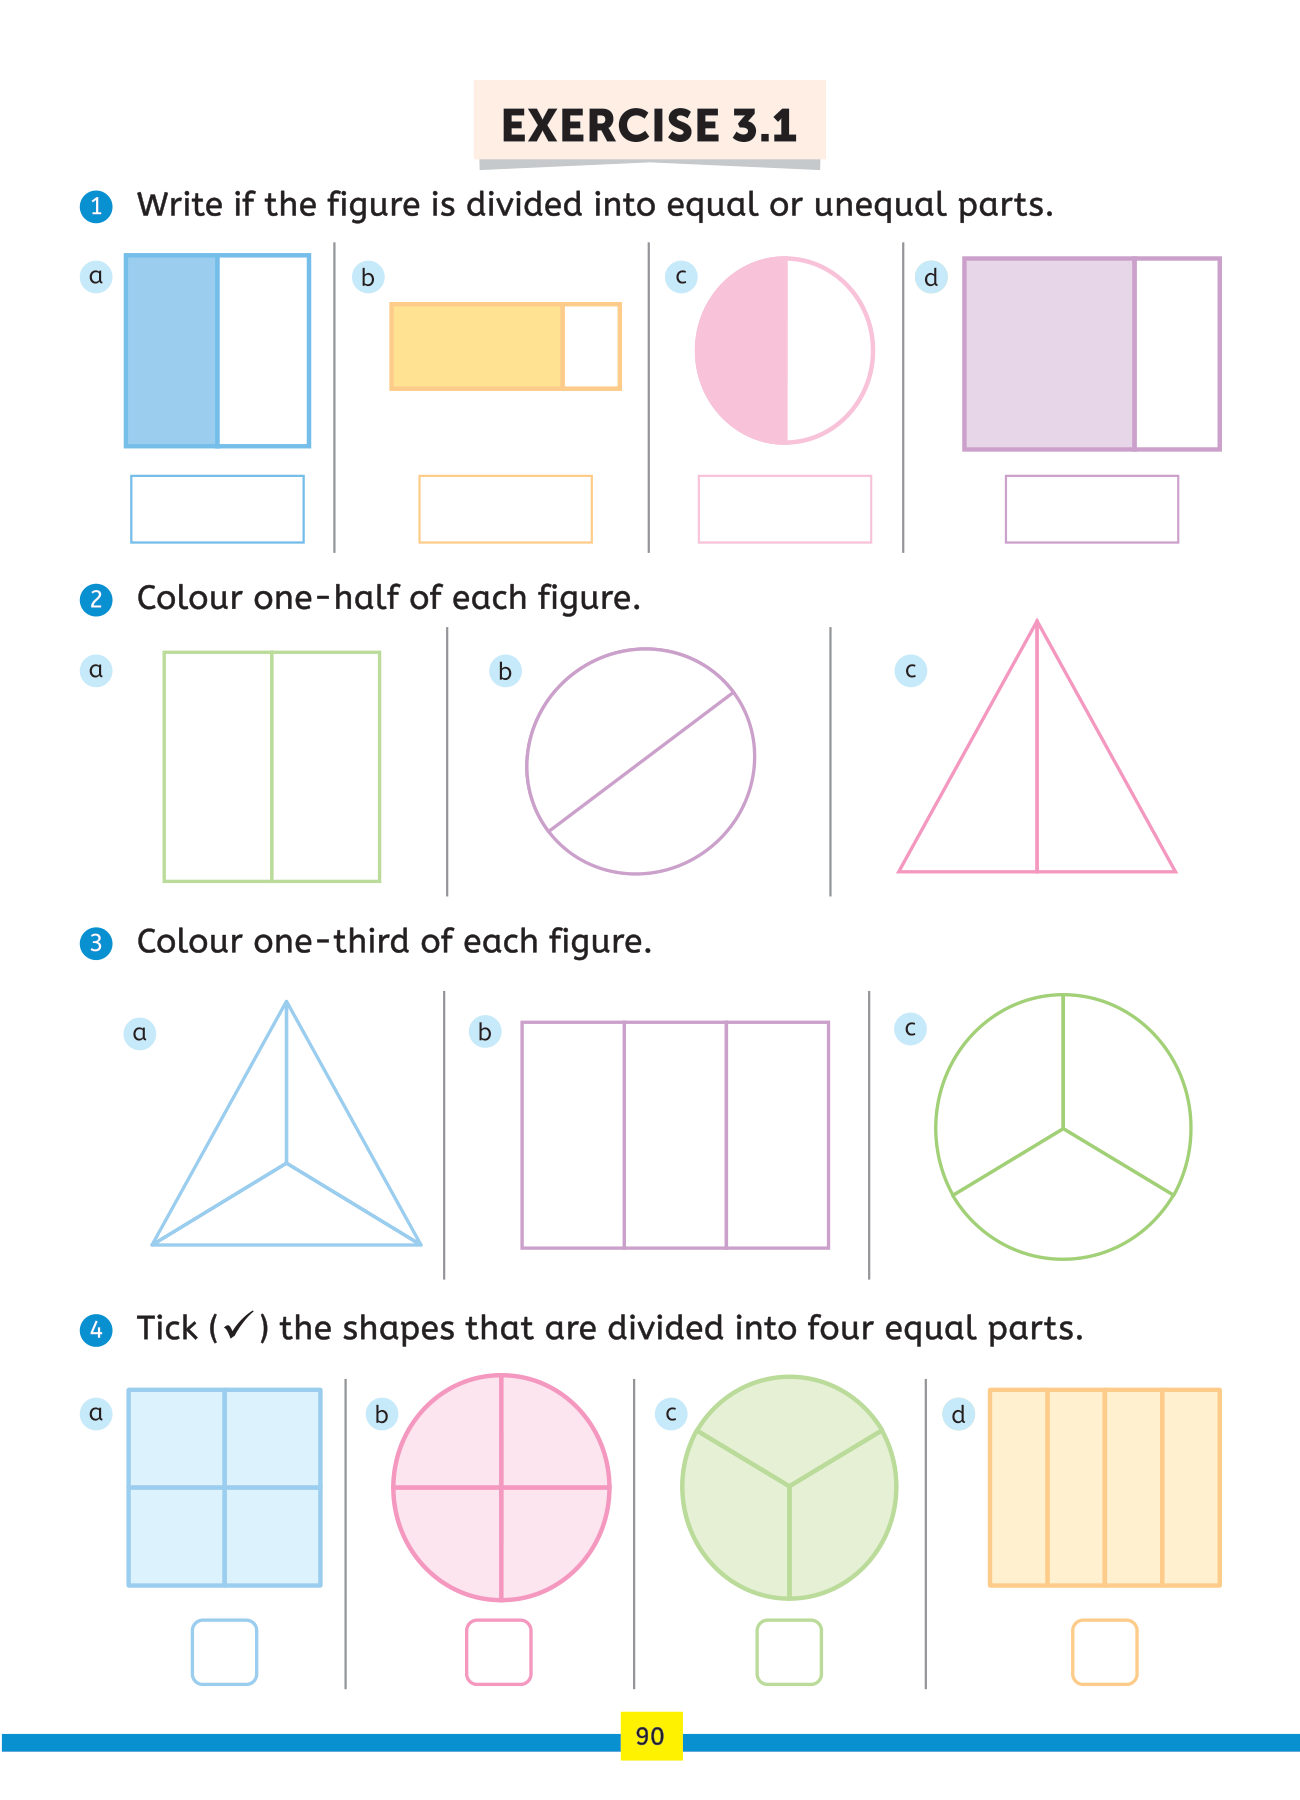 EXERCISE 3.1
1 Write if the figure is divided into equal or unequal parts.
a b c d
2 Colour one-half of each figure.
a b c
3 Colour one-third of each figure.
a b c
4 Tick (✓) the shapes that are divided into four equal parts.
a b c d
90